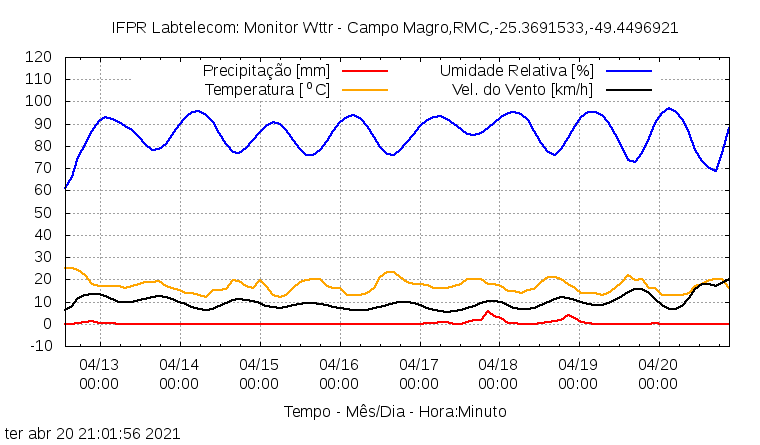 IFPR Labtelecom: Monitor Wttr - Campo Magro,RMC,-25.3691533,-49.4496921
120
110
100
90
80
70
60
50
40
30
20
10
0
-10
Precipitação [mm]
Temperatura [ ⁰C]
Umidade Relativa [%]
Vel. do Vento [km/h]
04/13 04/14 04/15 04/16 04/17 04/18 04/19 04/20
00:00 00:00 00:00 00:00 00:00 00:00 00:00 00:00
Tempo - Mês/Dia - Hora:Minuto
ter abr 20 21:01:56 2021